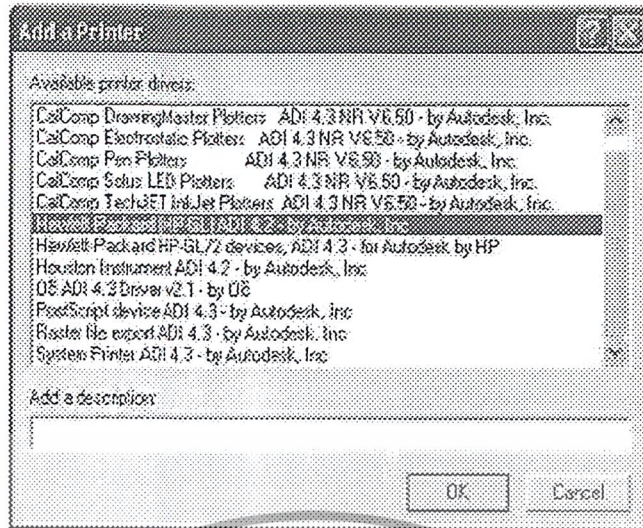 Add a Printer
Available printer drivers:
CalComp DrawingMaster Plotters ADI 4.3 NR V6.50 - by Autodesk, Inc.
CalComp Electrostatic Plotters ADI 4.3 NR V6.50 - by Autodesk, Inc.
CalComp Pen Plotters ADI 4.3 NR V6.50 - by Autodesk, Inc.
CalComp Solus LED Plotters ADI 4.3 NR V6.50 - by Autodesk, Inc.
CalComp TechJET InkJet Plotters ADI 4.3 NR V6.50 - by Autodesk, Inc.
Hewlett-Packard HP-GL ADI 4.2 - by Autodesk, Inc
Hewlett-Packard HP-GL/2 devices, ADI 4.3 - for Autodesk by HP
Houston Instrument ADI 4.2 - by Autodesk, Inc
Océ ADI 4.3 Driver v2.1 - by Océ
PostScript device ADI 4.3 - by Autodesk, Inc
Raster file export ADI 4.3 - by Autodesk, Inc
System Printer ADI 4.3 - by Autodesk, Inc
Add a description:
OK
Cancel